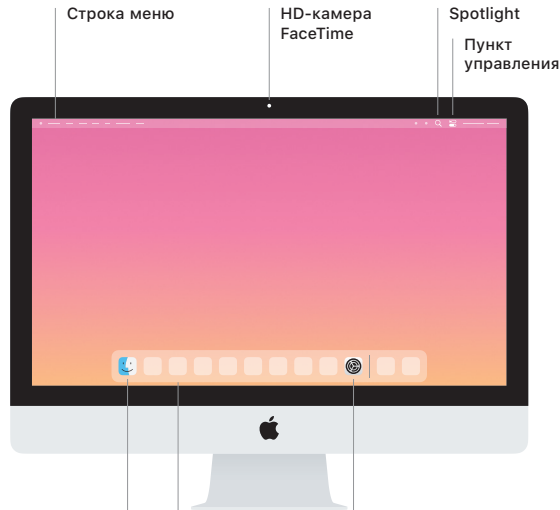 Строка меню
HD-камера
FaceTime
Spotlight
Пункт
управления